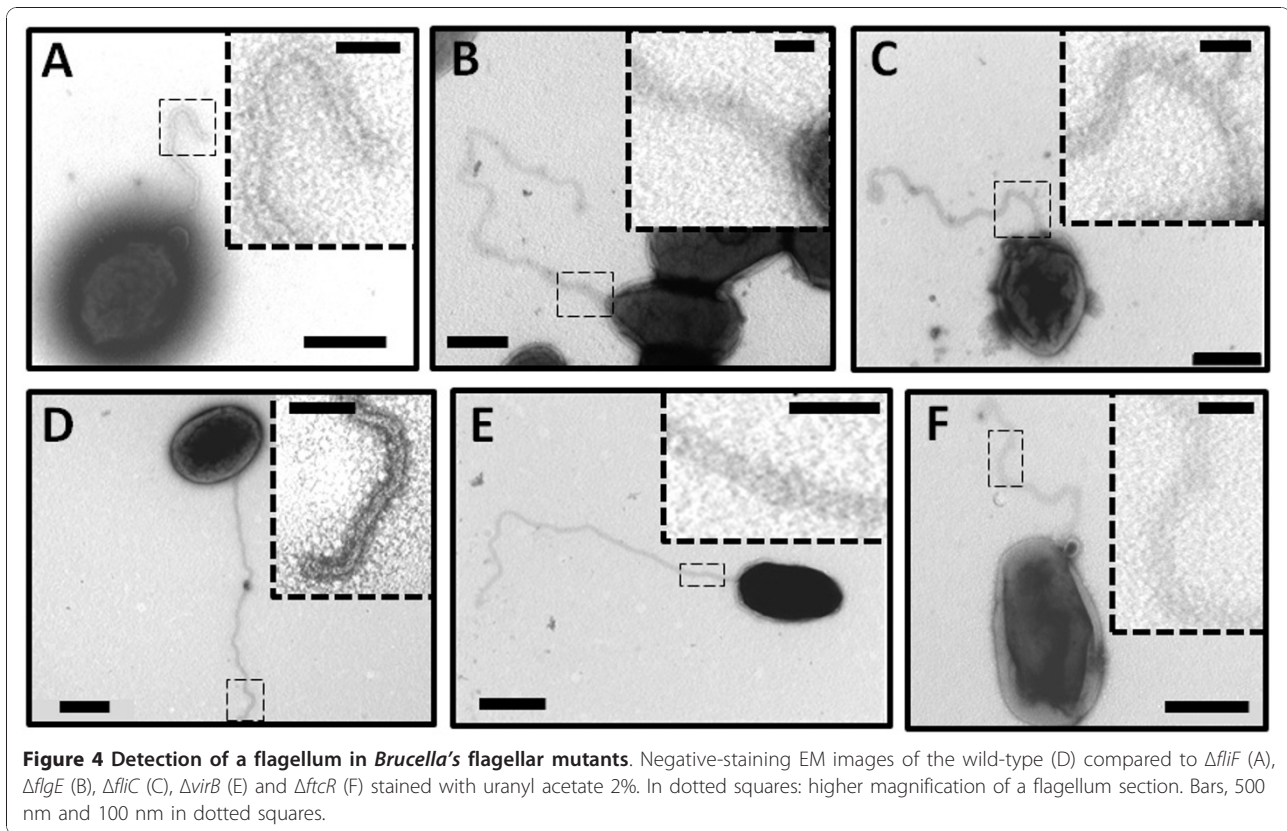 A
B
C
D
E
F
Figure 4 Detection of a flagellum in Brucella's flagellar mutants. Negative-staining EM images of the wild-type (D) compared to ΔfliF (A),
ΔflgE (B), ΔfliC (C), ΔvirB (E) and ΔftcR (F) stained with uranyl acetate 2%. In dotted squares: higher magnification of a flagellum section. Bars, 500
nm and 100 nm in dotted squares.